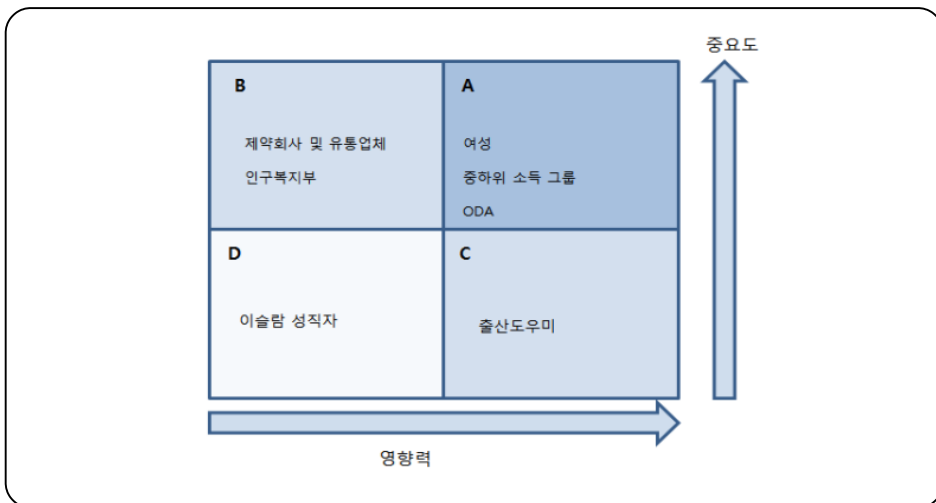 중요도
B
제약회사 및 유통업체
인구복지부
A
여성
중하위 소득 그룹
ODA
D
이슬람 성직자
C
출산도우미
영향력